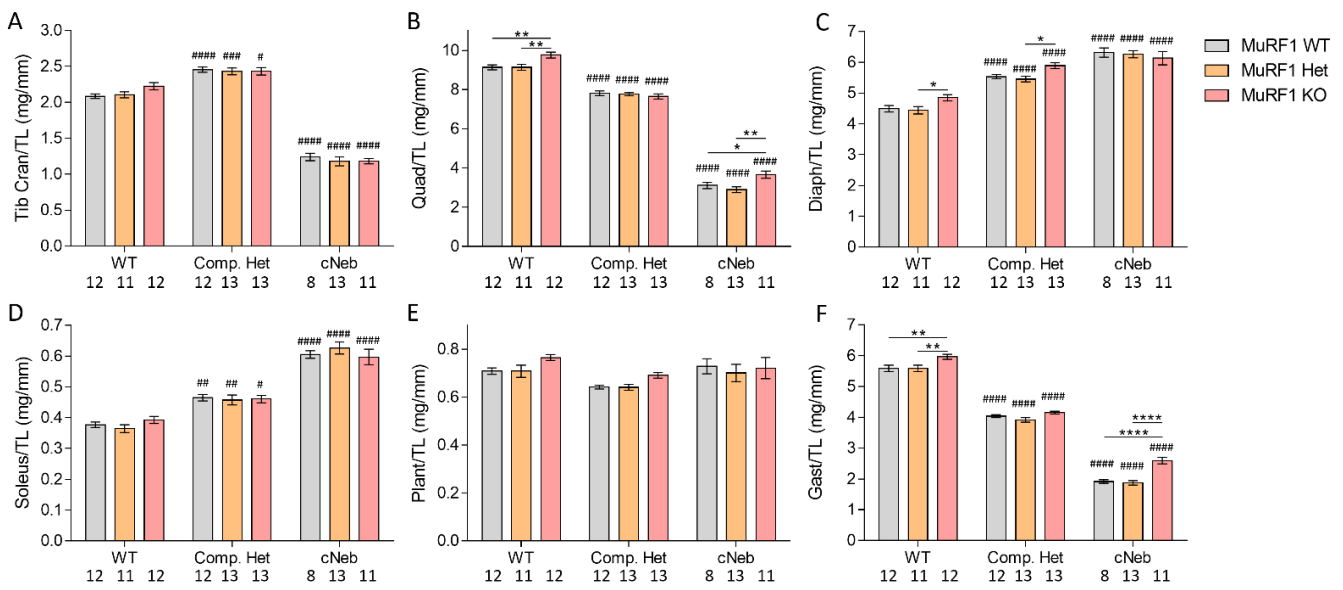 A
Tib Cran/TL (mg/mm)
3.0
2.5
2.0
1.5
1.0
0.5
0.0
#### ### #
#### #### ####
WT Comp. Het cNeb
12 11 12 12 13 13 8 13 11
B
Quad/TL (mg/mm)
10
8
6
4
2
0
**
**
#### #### ####
**
*
#### #### ####
WT Comp. Het cNeb
12 11 12 12 13 13 8 13 11
C
Diaph/TL (mg/mm)
7
6
5
4
3
2
1
0
*
*
#### #### ####
#### #### ####
WT Comp. Het cNeb
12 11 12 12 13 13 8 13 11
MuRF1 WT
MuRF1 Het
MuRF1 KO
D
Soleus/TL (mg/mm)
0.7
0.6
0.5
0.4
0.3
0.2
0.1
0.0
## ## #
#### #### ####
WT Comp. Het cNeb
12 11 12 12 13 13 8 13 11
E
Plant/TL (mg/mm)
0.8
0.6
0.4
0.2
0.0
WT Comp. Het cNeb
12 11 12 12 13 13 8 13 11
F
Gast/TL (mg/mm)
7
6
5
4
3
2
1
0
**
**
#### #### ####
****
****
#### #### ####
WT Comp. Het cNeb
12 11 12 12 13 13 8 13 11